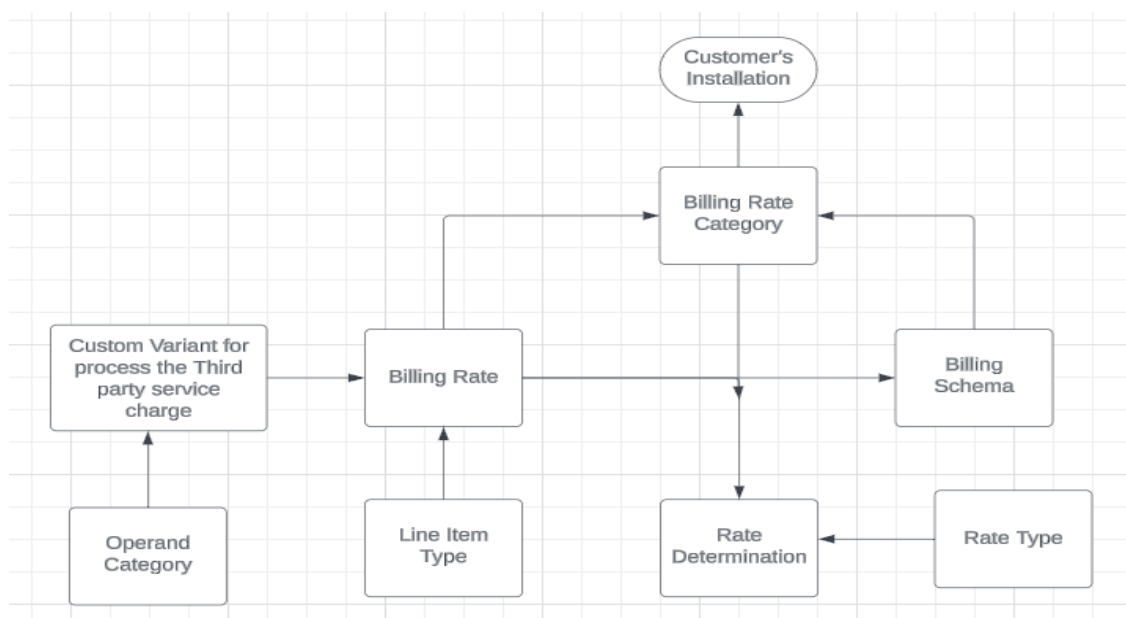 Customer's
Installation
Billing Rate
Category
Custom Variant for
process the Third
party service
charge
Billing Rate
Billing
Schema
Operand
Category
Line Item
Type
Rate
Determination
Rate Type